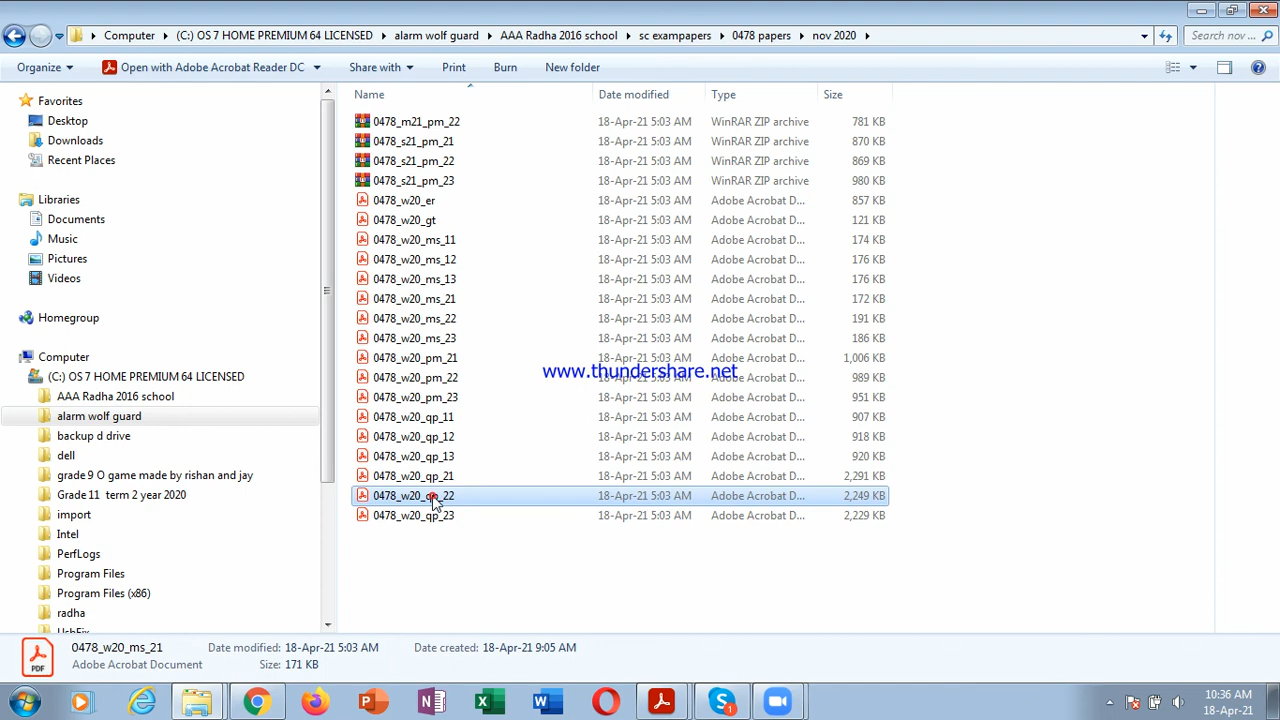 Computer (C:) OS 7 HOME PREMIUM 64 LICENSED alarm wolf guard AAA Radha 2016 school sc exampapers 0478 papers nov 2020 Search nov ...
Organize Open with Adobe Acrobat Reader DC Share with Print Burn New folder
Name Date modified Type Size
Favorites
Desktop
Downloads
Recent Places
Libraries
Documents
Music
Pictures
Videos
Homegroup
Computer
(C:) OS 7 HOME PREMIUM 64 LICENSED
AAA Radha 2016 school
alarm wolf guard
backup d drive
dell
grade 9 O game made by rishan and jay
Grade 11 term 2 year 2020
import
Intel
PerfLogs
Program Files
Program Files (x86)
radha
UsbFix
0478_m21_pm_22 18-Apr-21 5:03 AM WinRAR ZIP archive 781 KB
0478_s21_pm_21 18-Apr-21 5:03 AM WinRAR ZIP archive 870 KB
0478_s21_pm_22 18-Apr-21 5:03 AM WinRAR ZIP archive 869 KB
0478_s21_pm_23 18-Apr-21 5:03 AM WinRAR ZIP archive 980 KB
0478_w20_er 18-Apr-21 5:03 AM Adobe Acrobat D... 857 KB
0478_w20_gt 18-Apr-21 5:03 AM Adobe Acrobat D... 121 KB
0478_w20_ms_11 18-Apr-21 5:03 AM Adobe Acrobat D... 174 KB
0478_w20_ms_12 18-Apr-21 5:03 AM Adobe Acrobat D... 176 KB
0478_w20_ms_13 18-Apr-21 5:03 AM Adobe Acrobat D... 176 KB
0478_w20_ms_21 18-Apr-21 5:03 AM Adobe Acrobat D... 172 KB
0478_w20_ms_22 18-Apr-21 5:03 AM Adobe Acrobat D... 191 KB
0478_w20_ms_23 18-Apr-21 5:03 AM Adobe Acrobat D... 186 KB
0478_w20_pm_21 18-Apr-21 5:03 AM Adobe Acrobat D... 1,006 KB
www.thundershare.net
0478_w20_pm_22 18-Apr-21 5:03 AM Adobe Acrobat D... 989 KB
0478_w20_pm_23 18-Apr-21 5:03 AM Adobe Acrobat D... 951 KB
0478_w20_qp_11 18-Apr-21 5:03 AM Adobe Acrobat D... 907 KB
0478_w20_qp_12 18-Apr-21 5:03 AM Adobe Acrobat D... 918 KB
0478_w20_qp_13 18-Apr-21 5:03 AM Adobe Acrobat D... 956 KB
0478_w20_qp_21 18-Apr-21 5:03 AM Adobe Acrobat D... 2,291 KB
0478_w20_qp_22 18-Apr-21 5:03 AM Adobe Acrobat D... 2,249 KB
0478_w20_qp_23 18-Apr-21 5:03 AM Adobe Acrobat D... 2,229 KB
0478_w20_ms_21 Date modified: 18-Apr-21 5:03 AM Date created: 18-Apr-21 9:05 AM
Adobe Acrobat Document Size: 171 KB
PDF
10:36 AM
18-Apr-21